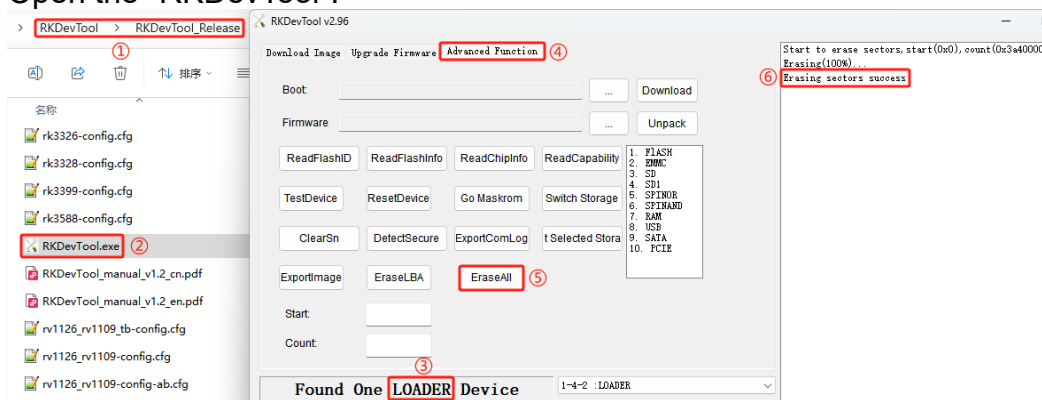 Open the "RKDevTool".
> RKDevTool > RKDevTool_Release
①
排序
名称
rk3326-config.cfg
rk3328-config.cfg
rk3399-config.cfg
rk3588-config.cfg
RKDevTool.exe ②
RKDevTool_manual_v1.2_cn.pdf
RKDevTool_manual_v1.2_en.pdf
rv1126_rv1109_tb-config.cfg
rv1126_rv1109-config.cfg
rv1126_rv1109-config-ab.cfg
RKDevTool v2.96
Download Image Upgrade Firmware Advanced Function ④
Boot: ... Download
Firmware ... Unpack
ReadFlashID ReadFlashInfo ReadChipInfo ReadCapability
TestDevice ResetDevice Go Maskrom Switch Storage
ClearSn DetectSecure ExportComLog t Selected Stora
ExportImage EraseLBA EraseAll ⑤
1. FLASH
2. EMMC
3. SD
4. SD1
5. SPINOR
6. SPINAND
7. RAM
8. USB
9. SATA
10. PCIE
Start:
Count:
③
Found One LOADER Device 1-4-2 :LOADER
Start to erase sectors,start(0x0),count(0x3a40000
Erasing(100%)...
⑥ Erasing sectors success